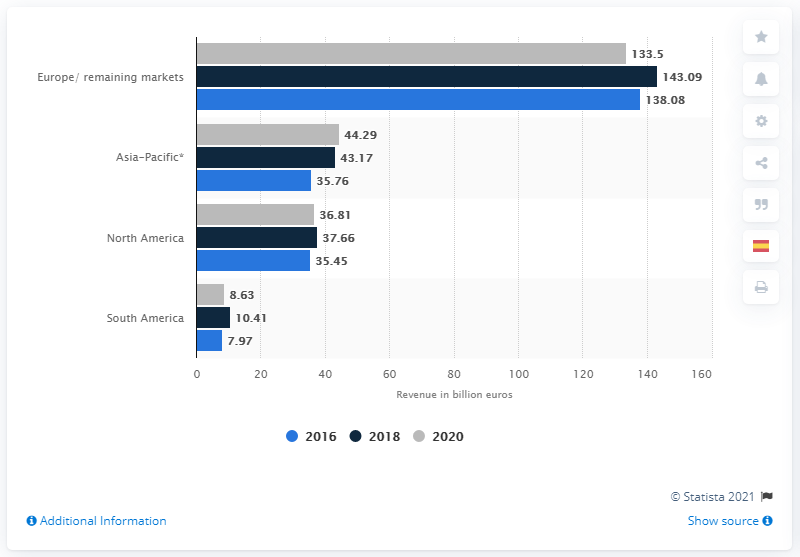 133.5
Europe/ remaining markets
143.09
138.08
44.29
Asia-Pacific*
43.17
35.76
36.81
North America
37.66
35.45
8.63
South America
10.41
7.97
0 20 40 60 80 100 120 140 160
Revenue in billion euros
2016 2018 2020
© Statista 2021
Additional Information
Show source